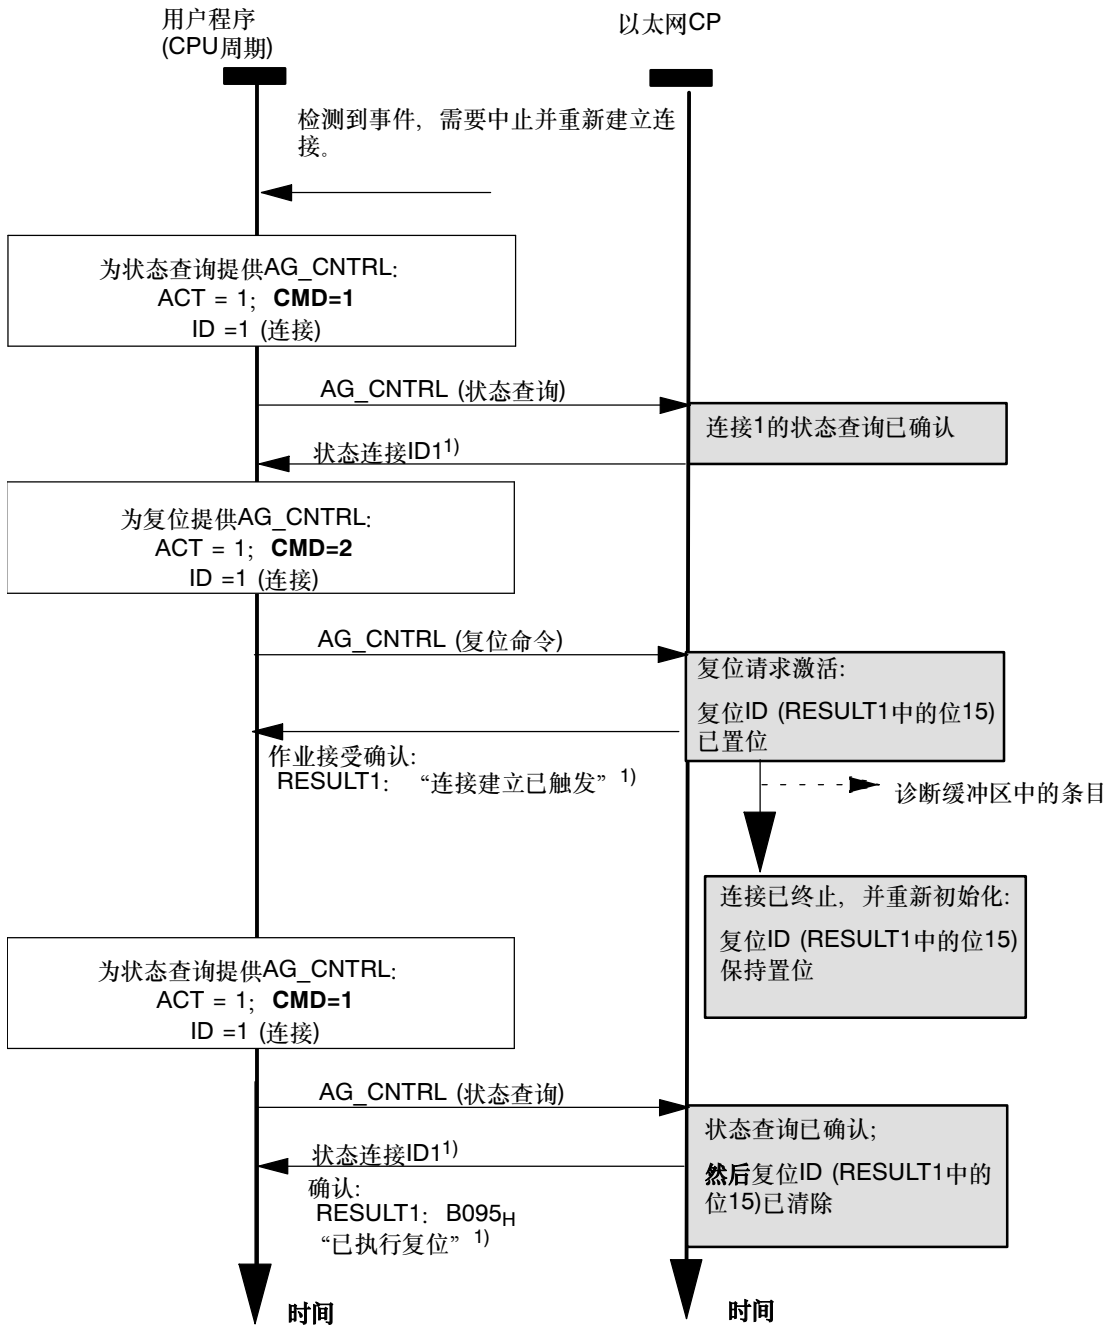 用户程序
(CPU周期)
以太网CP
检测到事件，需要中止并重新建立连
接。
为状态查询提供AG_CNTRL:
ACT = 1; CMD=1
ID =1 (连接)
AG_CNTRL (状态查询)
连接1的状态查询已确认
状态连接ID1 1)
为复位提供AG_CNTRL:
ACT = 1; CMD=2
ID =1 (连接)
AG_CNTRL (复位命令)
复位请求激活:
复位ID (RESULT1中的位15)
已置位
作业接受确认:
RESULT1: “连接建立已触发” 1)
诊断缓冲区中的条目
连接已终止，并重新初始化:
复位ID (RESULT1中的位15)
保持置位
为状态查询提供AG_CNTRL:
ACT = 1; CMD=1
ID =1 (连接)
AG_CNTRL (状态查询)
状态查询已确认;
然后复位ID (RESULT1中的
位15)已清除
状态连接ID1 1)
确认:
RESULT1: B095H
“已执行复位” 1)
时间
时间